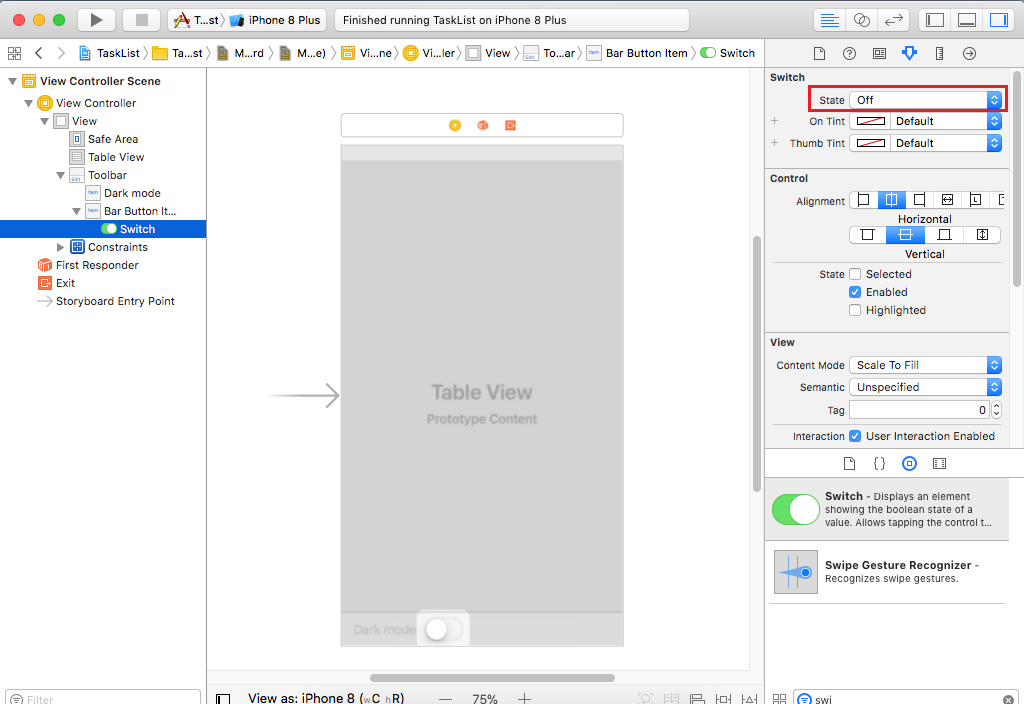 T...st iPhone 8 Plus Finished running TaskList on iPhone 8 Plus
TaskList Ta...st M...rd M...e) Vi...ne Vi...ler View To...ar Item Bar Button Item Switch
View Controller Scene
View Controller
View
Safe Area
Table View
Toolbar
Dark mode
Bar Button It...
Switch
Constraints
First Responder
Exit
Storyboard Entry Point
Filter
Table View
Prototype Content
Dark mode
View as: iPhone 8 (wC hR) 75%
Switch
State Off
On Tint Default
Thumb Tint Default
Control
Alignment
Horizontal
Vertical
State Selected
Enabled
Highlighted
View
Content Mode Scale To Fill
Semantic Unspecified
Tag 0
Interaction User Interaction Enabled
Switch - Displays an element
showing the boolean state of a
value. Allows tapping the control t...
Swipe Gesture Recognizer -
Recognizes swipe gestures.
swi